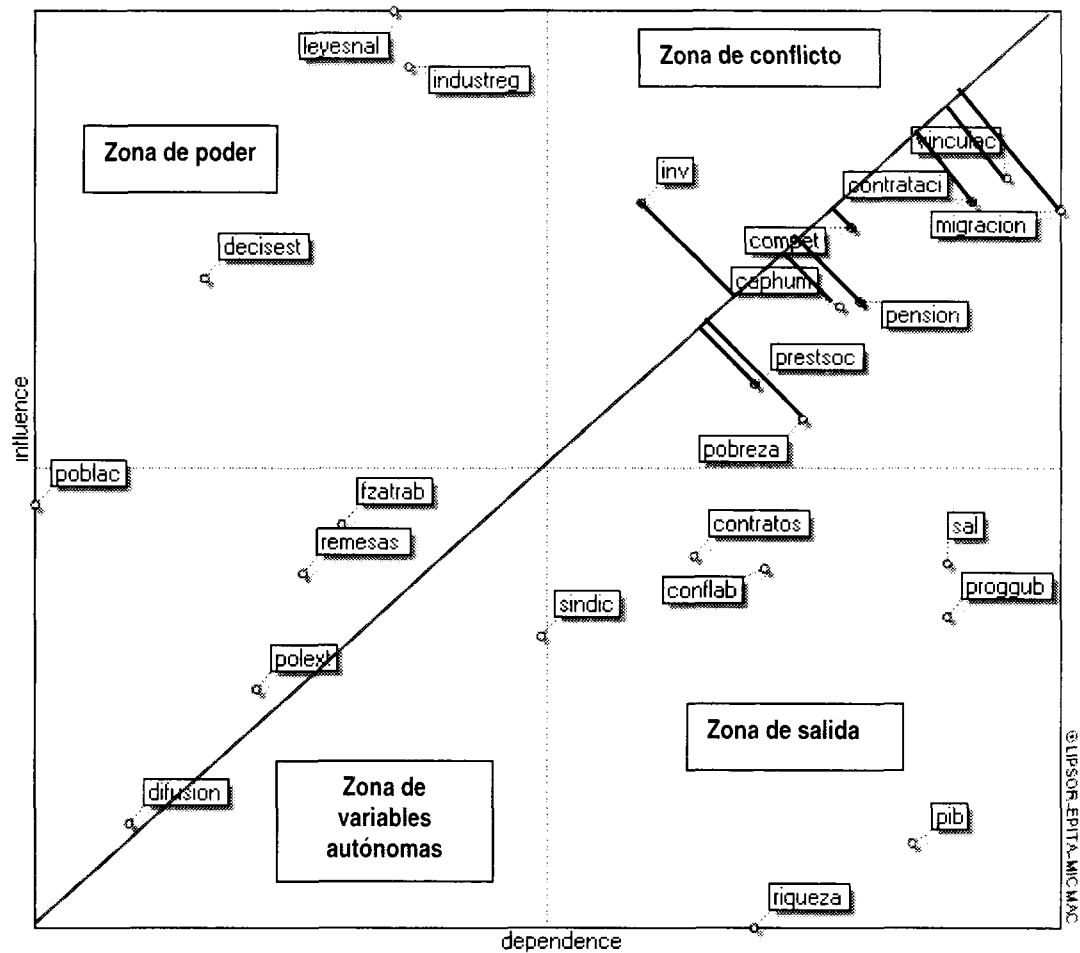 leyesnal
industreg
Zona de conflicto
Zona de poder
vinculac
inv
contrataci
migracion
decisest
compet
caphum
pension
prestsoc
influence
pobreza
poblac
fzatrab
remesas
contratos
sal
conflab
proggub
sindic
polext
Zona de salida
Zona de
variables
autónomas
difusion
pib
riqueza
dependence
© LIPSOR-EPITA-MICMAC